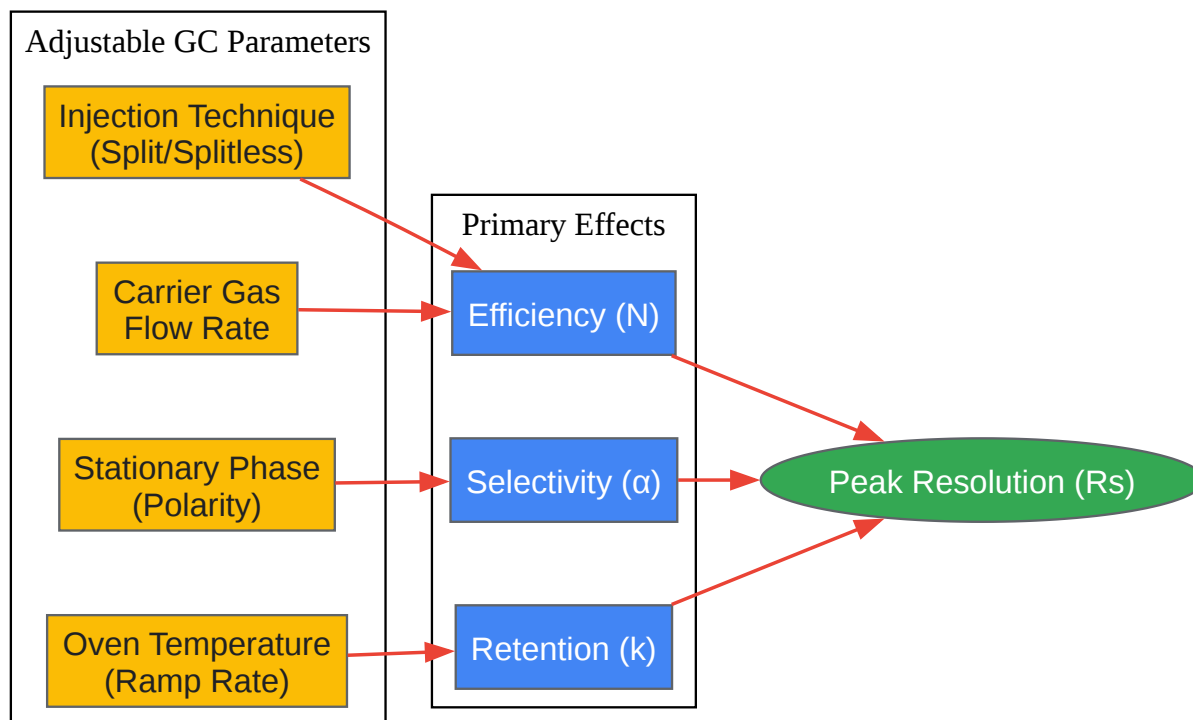 Adjustable GC Parameters
Injection Technique
(Split/Splitless)
Carrier Gas
Flow Rate
Stationary Phase
(Polarity)
Oven Temperature
(Ramp Rate)
Primary Effects
Efficiency (N)
Selectivity (α)
Retention (k)
Peak Resolution (Rs)